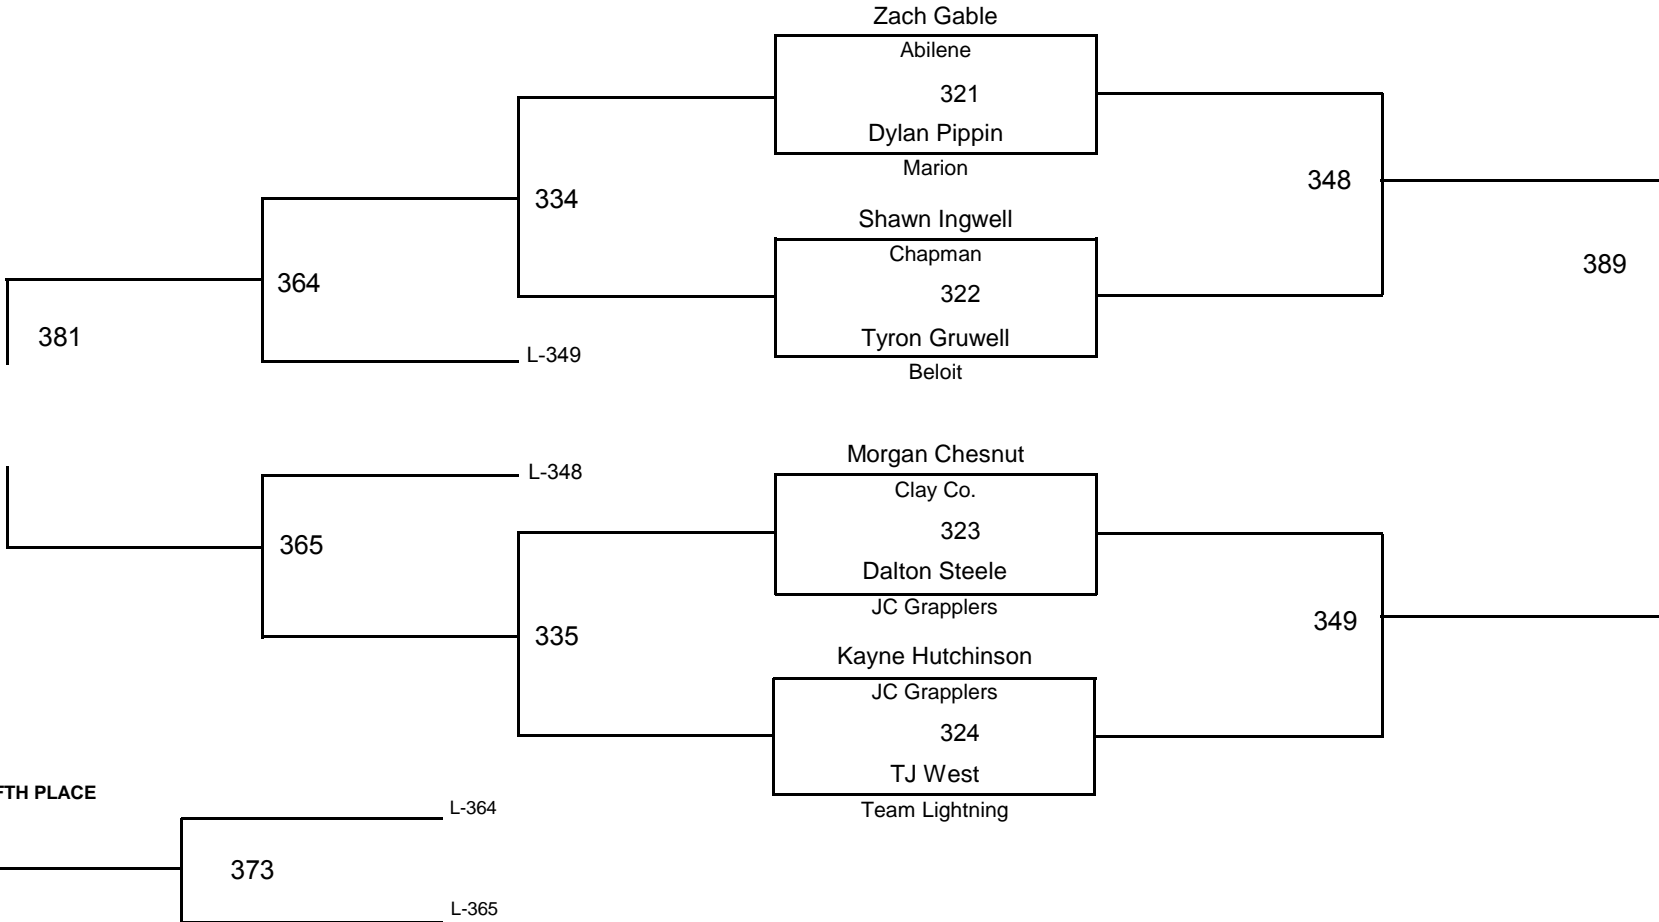 Zach Gable
Abilene
321
Dylan Pippin
Marion
348
334
Shawn Ingwell
Chapman
322
Tyron Gruwell
Beloit
389
364
381
L-349
Morgan Chesnut
L-348
Clay Co.
323
365
Dalton Steele
JC Grapplers
349
335
Kayne Hutchinson
JC Grapplers
324
TJ West
Team Lightning
FTH PLACE
L-364
373
L-365